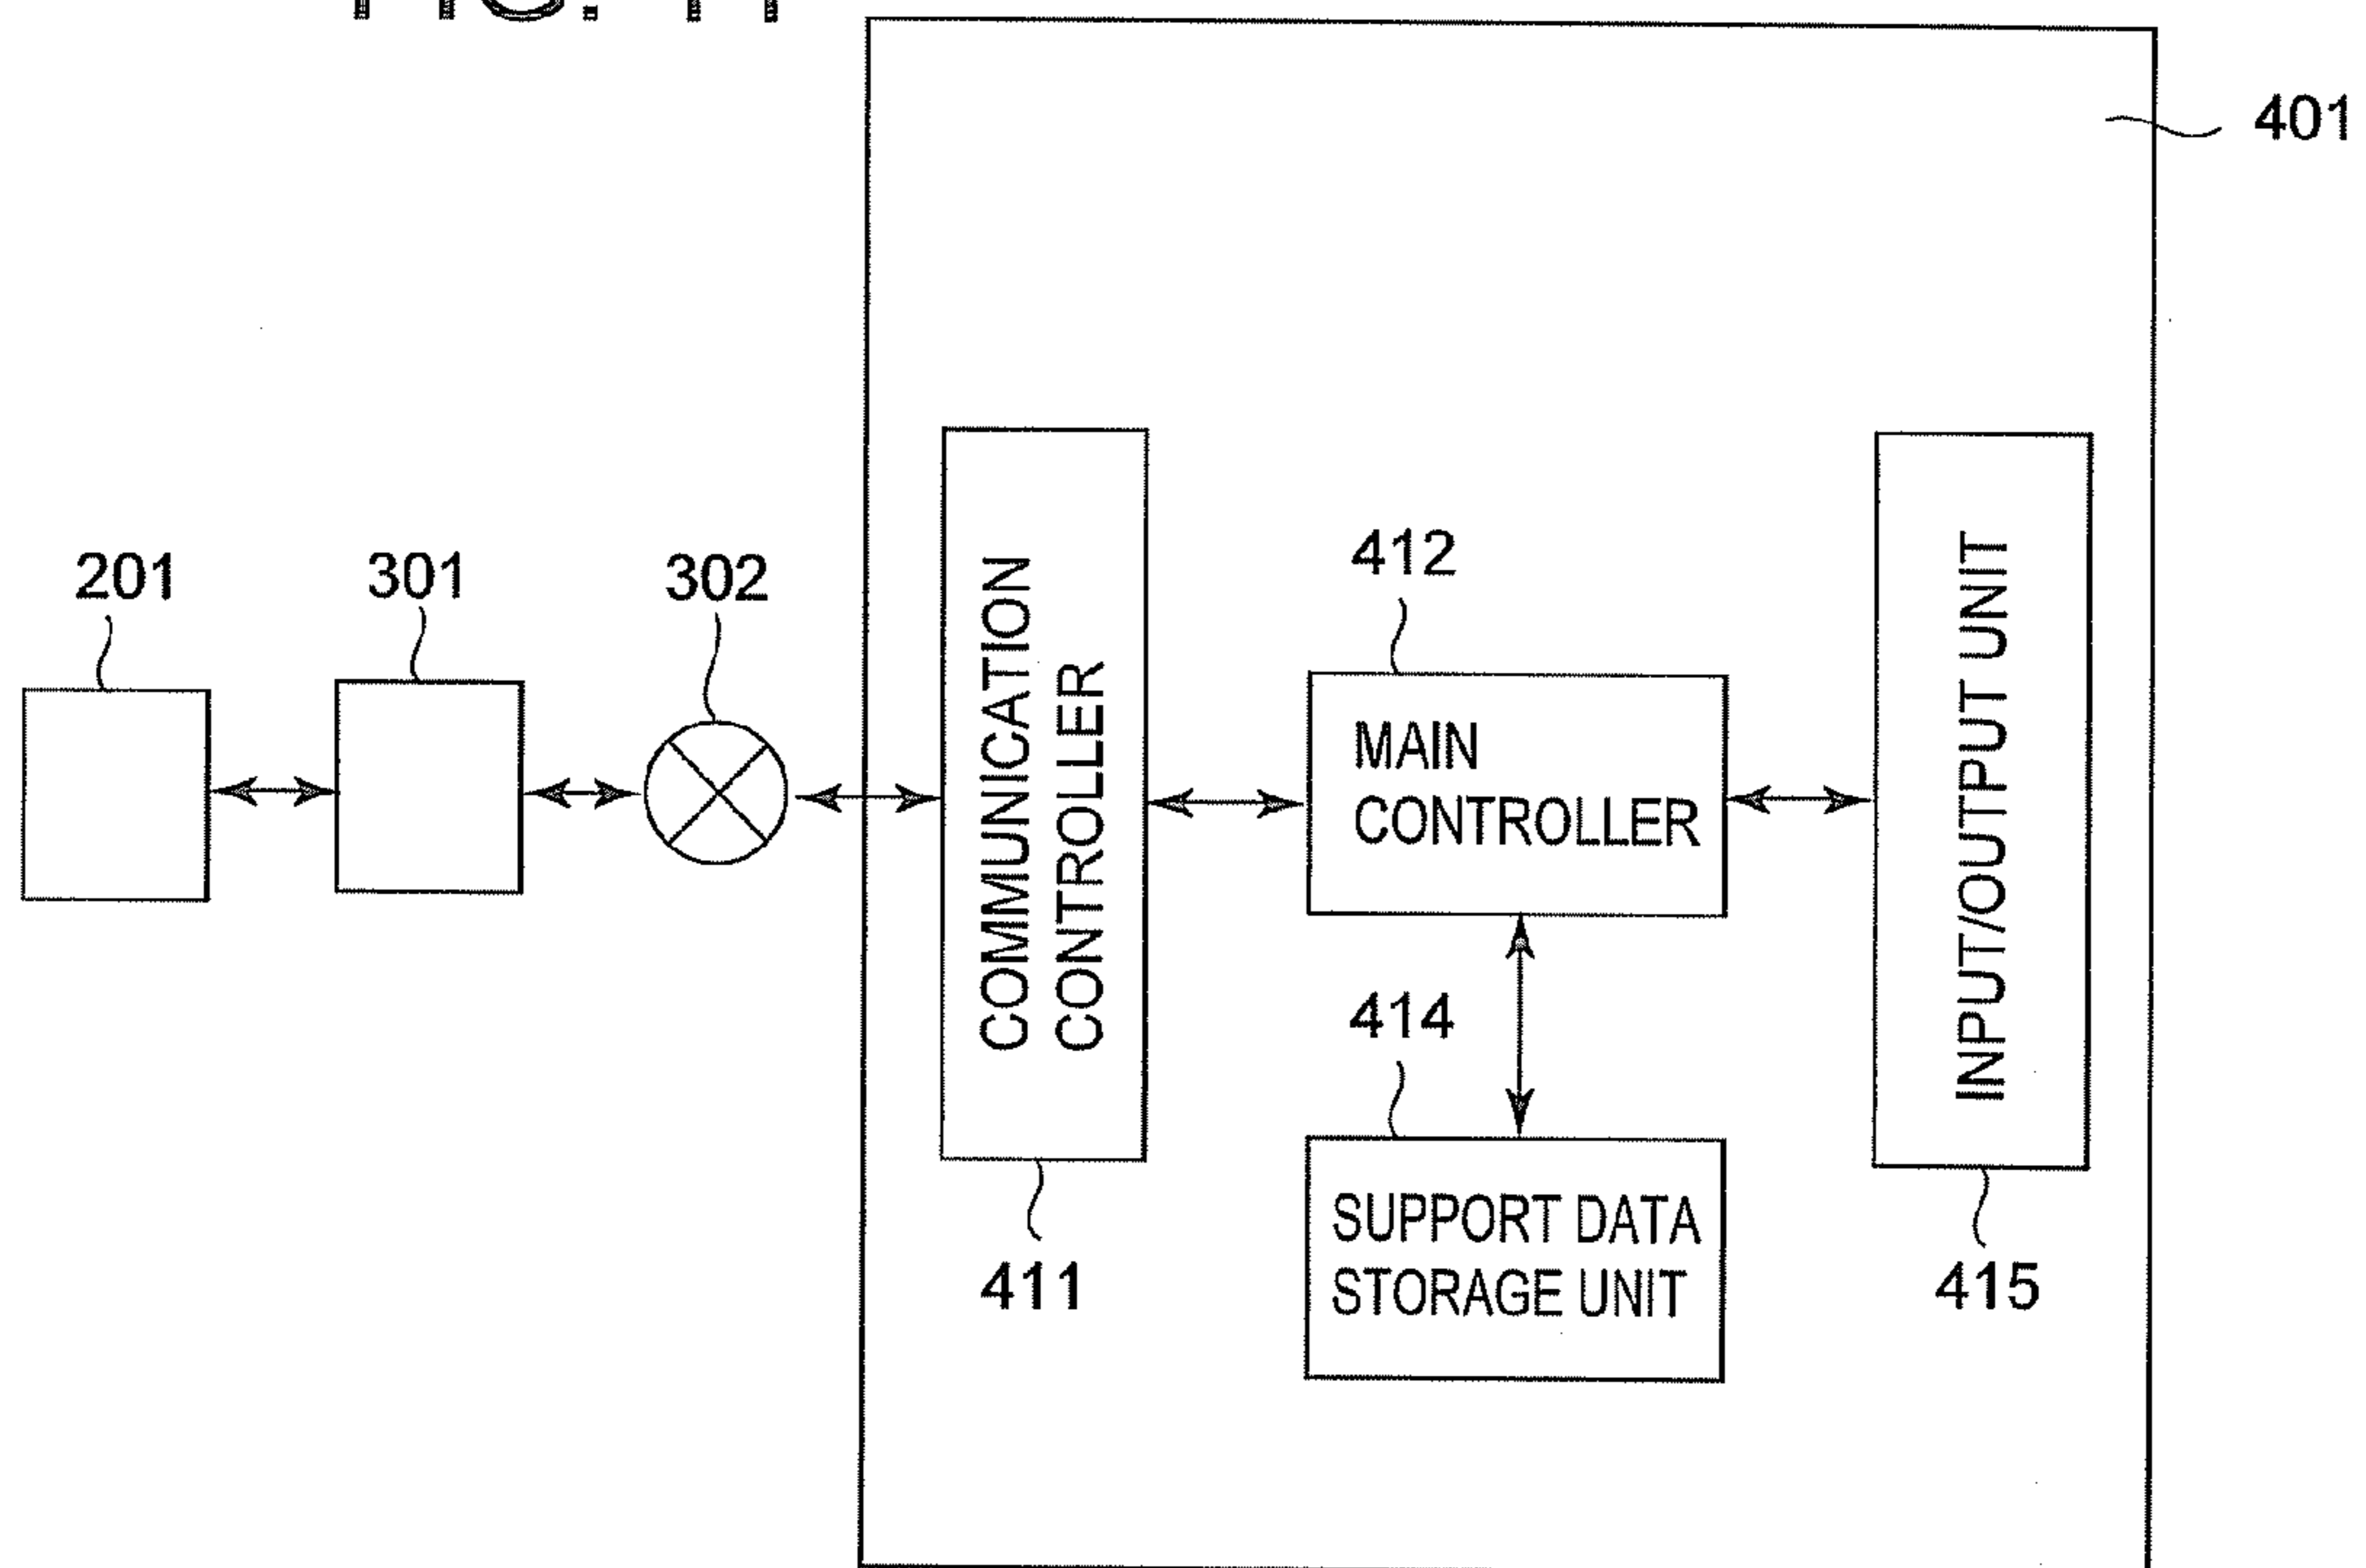 FIG.
401
201
301
302
412
COMMUNICATION
CONTROLLER
MAIN
CONTROLLER
INPUT/OUTPUT UNIT
414
SUPPORT DATA
STORAGE UNIT
411
415